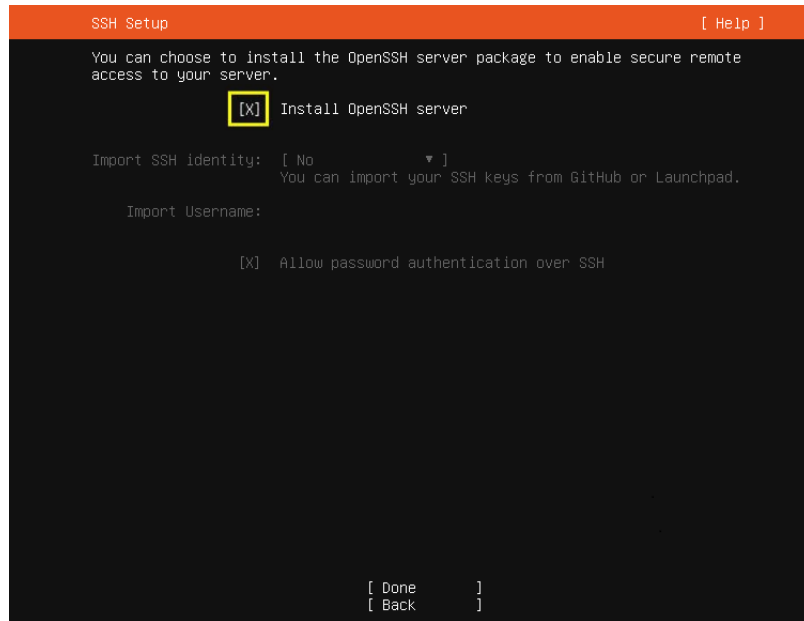 SSH Setup [ Help ]
You can choose to install the OpenSSH server package to enable secure remote
access to your server.
[X] Install OpenSSH server
Import SSH identity: [ No ▾ ]
You can import your SSH keys from GitHub or Launchpad.
Import Username:
[X] Allow password authentication over SSH
[ Done ]
[ Back ]